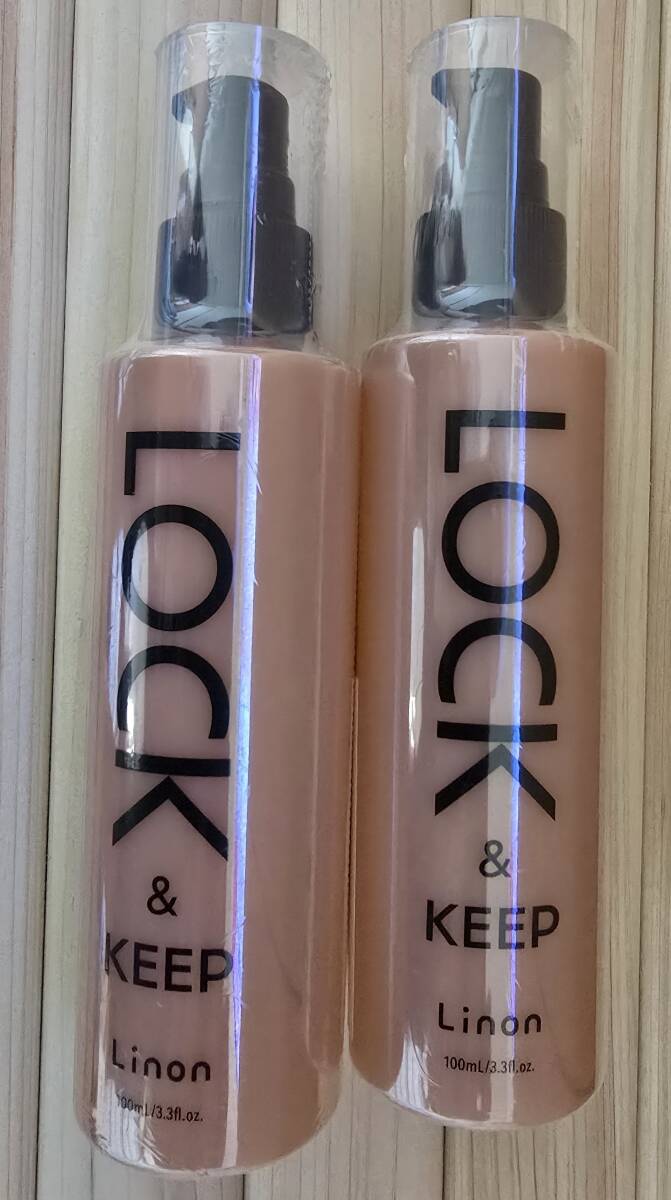 LOCK
&
KEEP
Linon
100mL/3.3fl.oz.
LOCK
&
KEEP
Linon
100mL/3.3fl.oz.